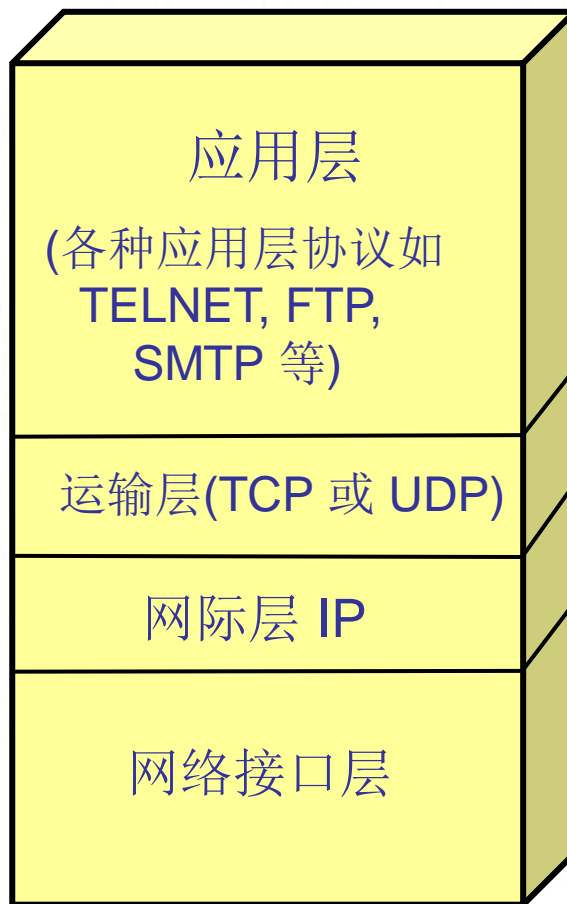 应用层
(各种应用层协议如
TELNET, FTP,
SMTP 等)
运输层(TCP 或 UDP)
网际层 IP
网络接口层